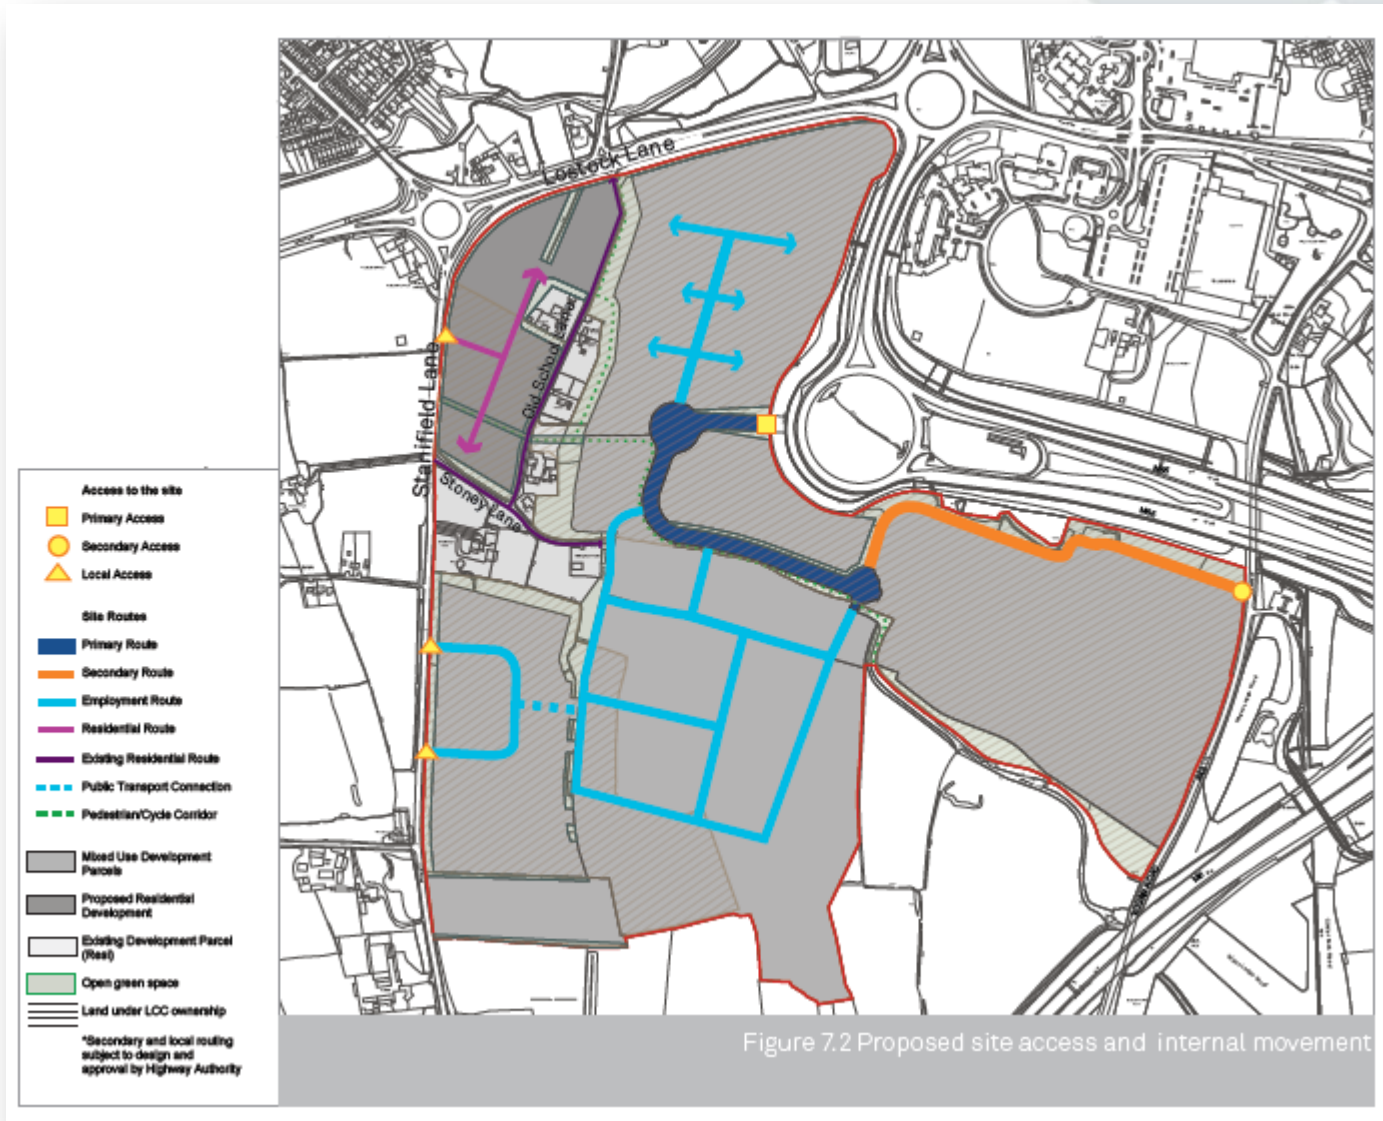 Lostock Lane
Old School Lane
Stanifield Lane
Stoney Lane
Access to the site
Primary Access
Secondary Access
Local Access
Site Routes
Primary Route
Secondary Route
Employment Route
Residential Route
Existing Residential Route
Public Transport Connection
Pedestrian/Cycle Corridor
Mixed Use Development
Parcels
Proposed Residential
Development
Existing Development Parcel
(Resi)
Open green space
Land under LCC ownership
*Secondary and local routing
subject to design and
approval by Highway Authority
Figure 7.2 Proposed site access and internal movement